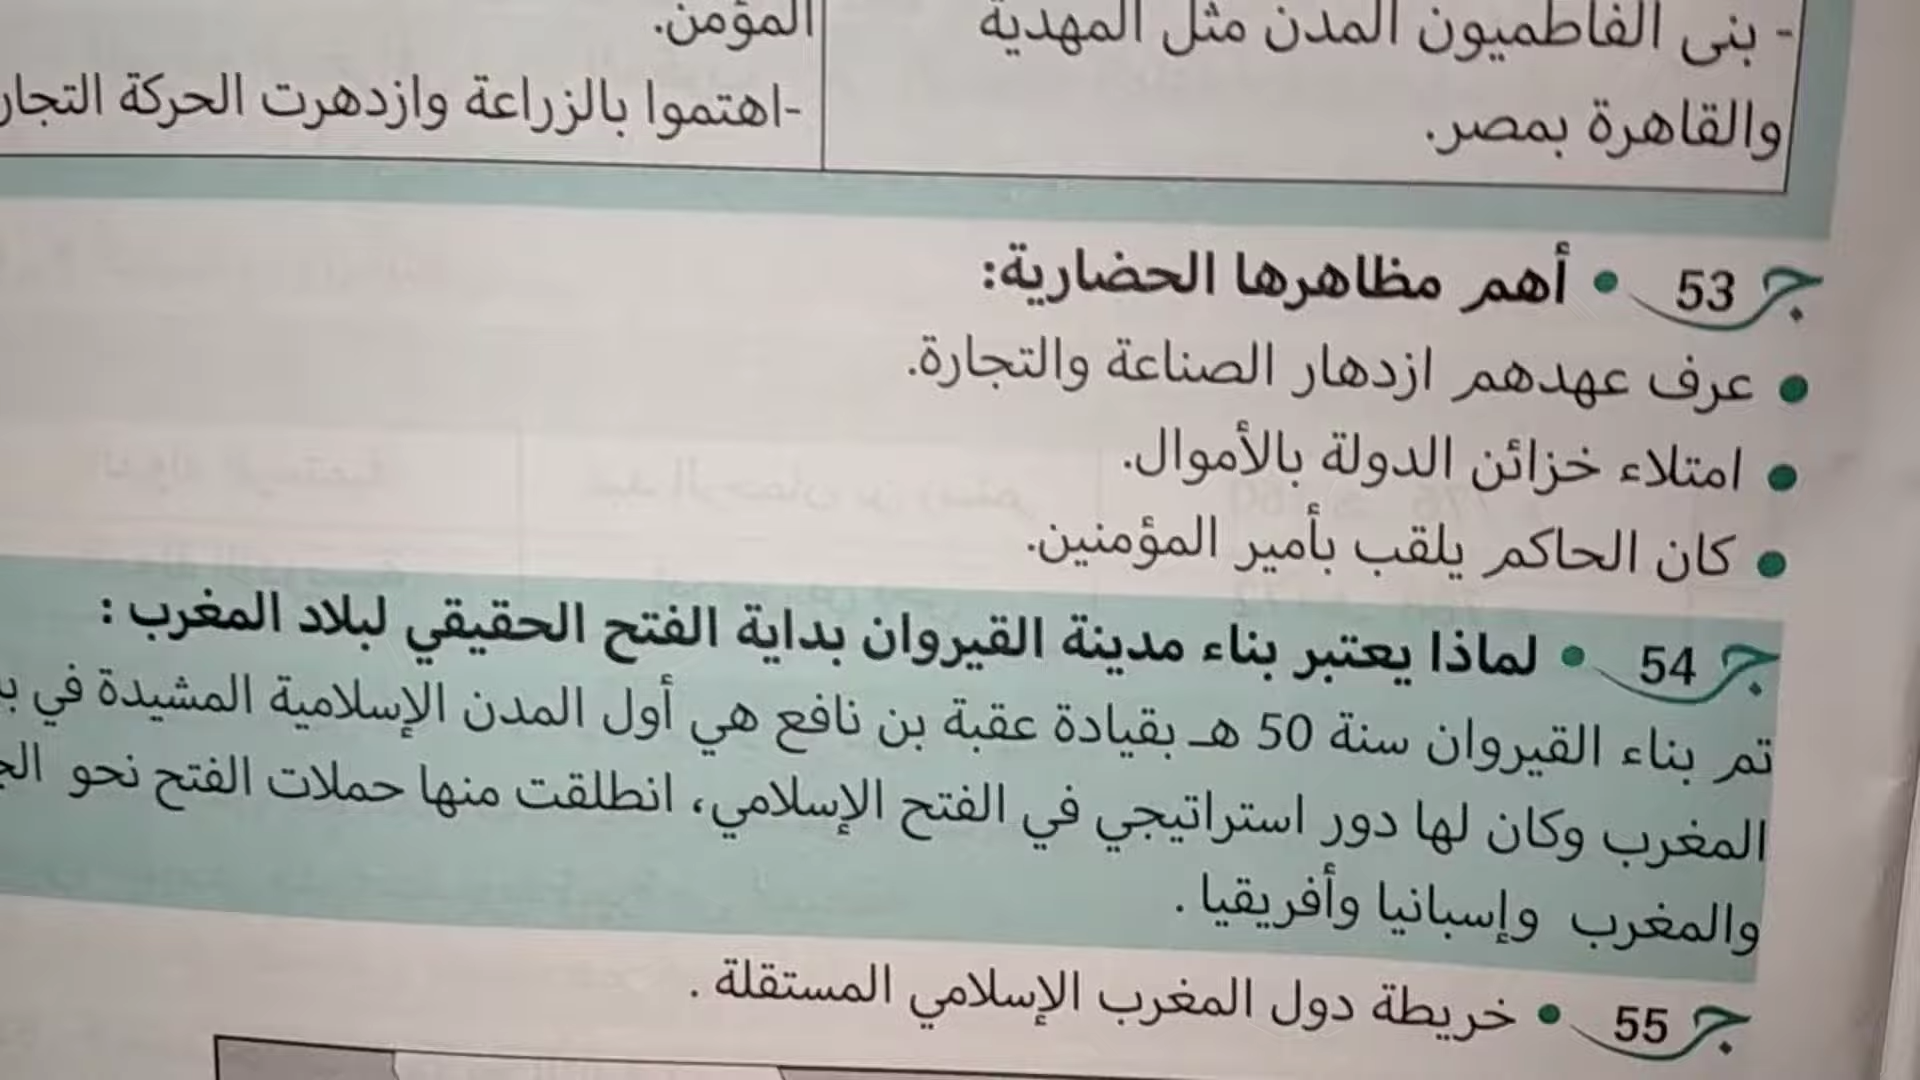 - بنى الفاطميون المدن مثل المهدية
والقاهرة بمصر.
المؤمن.
-اهتموا بالزراعة وازدهرت الحركة
ج 53 • أهم مظاهرها الحضارية:
• عرف عهدهم ازدهار الصناعة والتجارة.
• امتلاء خزائن الدولة بالأموال.
• كان الحاكم يلقب بأمير المؤمنين.
ج 54 • لماذا يعتبر بناء مدينة القيروان بداية الفتح الحقيقي لبلاد المغرب :
تم بناء القيروان سنة 50 هـ بقيادة عقبة بن نافع هي أول المدن الإسلامية المشيدة في
المغرب وكان لها دور استراتيجي في الفتح الإسلامي، انطلقت منها حملات الفتح نحو
والمغرب وإسبانيا وأفريقيا .
ج 55 • خريطة دول المغرب الإسلامي المستقلة .